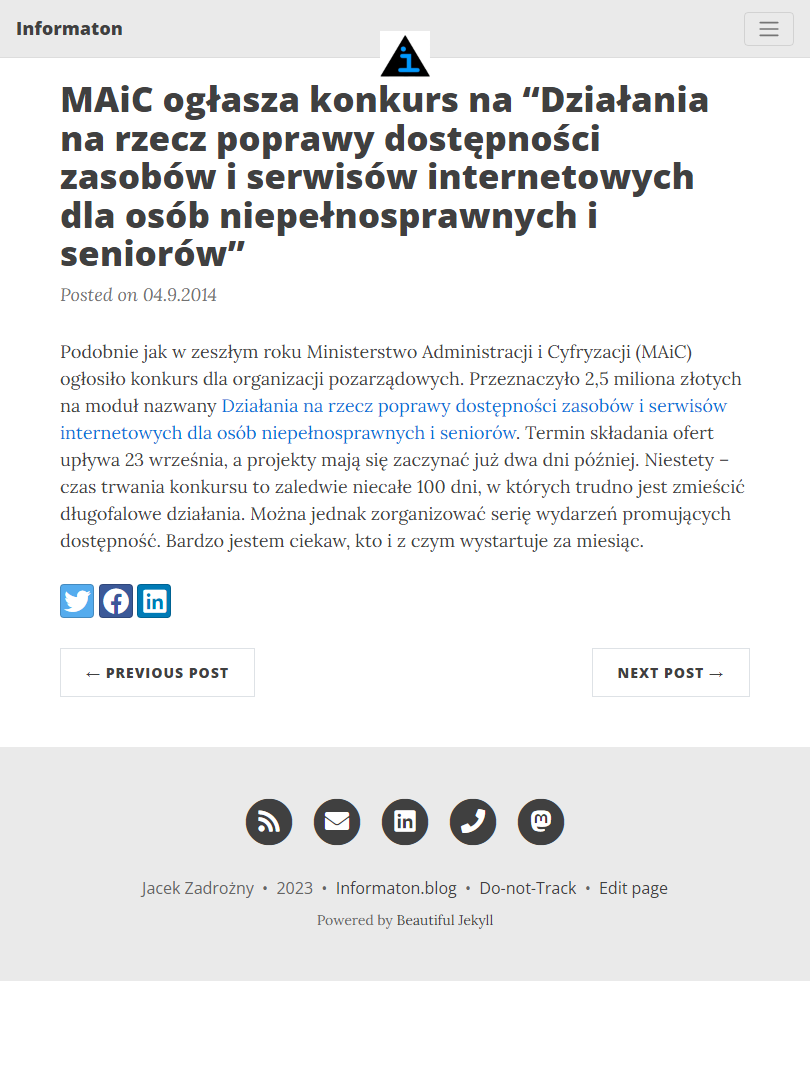 Informaton
MAiC ogłasza konkurs na “Działania
na rzecz poprawy dostępności
zasobów i serwisów internetowych
dla osób niepełnosprawnych i
seniorów”
Posted on 04.9.2014
Podobnie jak w zeszłym roku Ministerstwo Administracji i Cyfryzacji (MAiC)
ogłosiło konkurs dla organizacji pozarządowych. Przeznaczyło 2,5 miliona złotych
na moduł nazwany Działania na rzecz poprawy dostępności zasobów i serwisów
internetowych dla osób niepełnosprawnych i seniorów. Termin składania ofert
upływa 23 września, a projekty mają się zaczynać już dwa dni później. Niestety –
czas trwania konkursu to zaledwie niecałe 100 dni, w których trudno jest zmieścić
długofalowe działania. Można jednak zorganizować serię wydarzeń promujących
dostępność. Bardzo jestem ciekaw, kto i z czym wystartuje za miesiąc.
← PREVIOUS POST
NEXT POST →
Jacek Zadrożny • 2023 • Informaton.blog • Do-not-Track • Edit page
Powered by Beautiful Jekyll